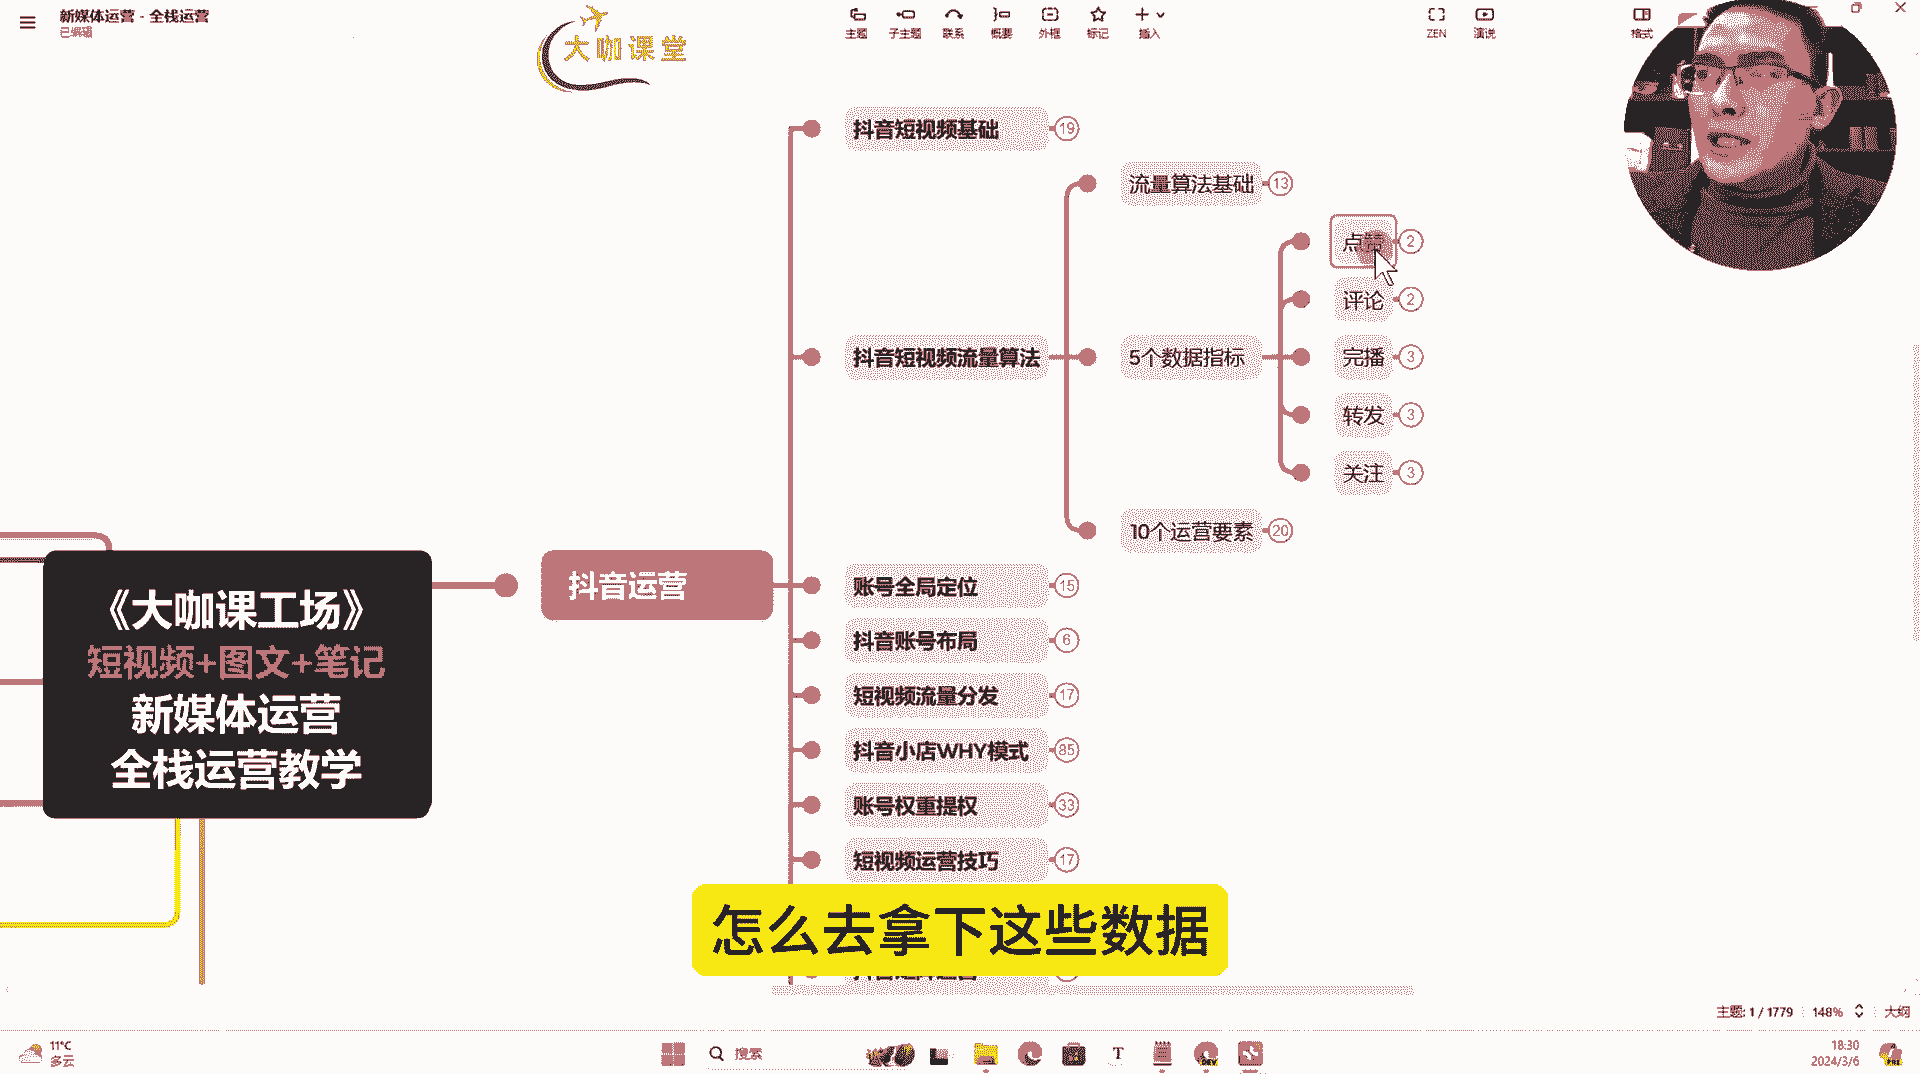 新媒体运营 - 全栈运营
已编辑
大咖课堂
主题
子主题
联系
概要
外框
标记
插入
ZEN
演说
格式
抖音短视频基础
19
流量算法基础
13
点赞
2
评论
2
抖音短视频流量算法
5个数据指标
完播
3
转发
3
关注
3
10个运营要素
20
《大咖课工场》
短视频+图文+笔记
新媒体运营
全栈运营教学
抖音运营
账号全局定位
15
抖音账号布局
6
短视频流量分发
17
抖音小店WHY模式
85
账号权重提权
33
短视频运营技巧
17
怎么去拿下这些数据
主题: 1 / 1779
148%
大纲
11°C
多云
搜索
T
DEV
18:30
2024/3/6
PRE